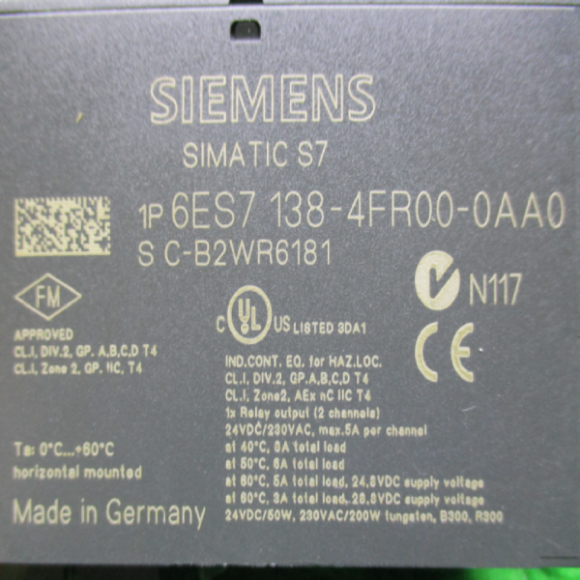 SIEMENS
SIMATIC S7
1P 6ES7 138-4FR00-0AA0
S C-B2WR6181
FM
APPROVED
CL.I, DIV.2, GP. A,B,C,D T4
CL.I, Zone 2, GP. IIC, T4
C UL US LISTED 3DA1
N117
CE
IND.CONT. EQ. for HAZ.LOC.
CL.I, DIV.2, GP.A,B,C,D T4
CL.I, Zone2, AEx nC IIC T4
1x Relay output (2 channels)
24VDC/230VAC, max.5A per channel
at 40°C, 8A total load
at 50°C, 6A total load
at 60°C, 5A total load, 24.8VDC supply voltage
at 60°C, 3A total load, 28.8VDC supply voltage
24VDC/50W, 230VAC/200W tungsten, B300, R300
Ta: 0°C...+60°C
horizontal mounted
Made in Germany